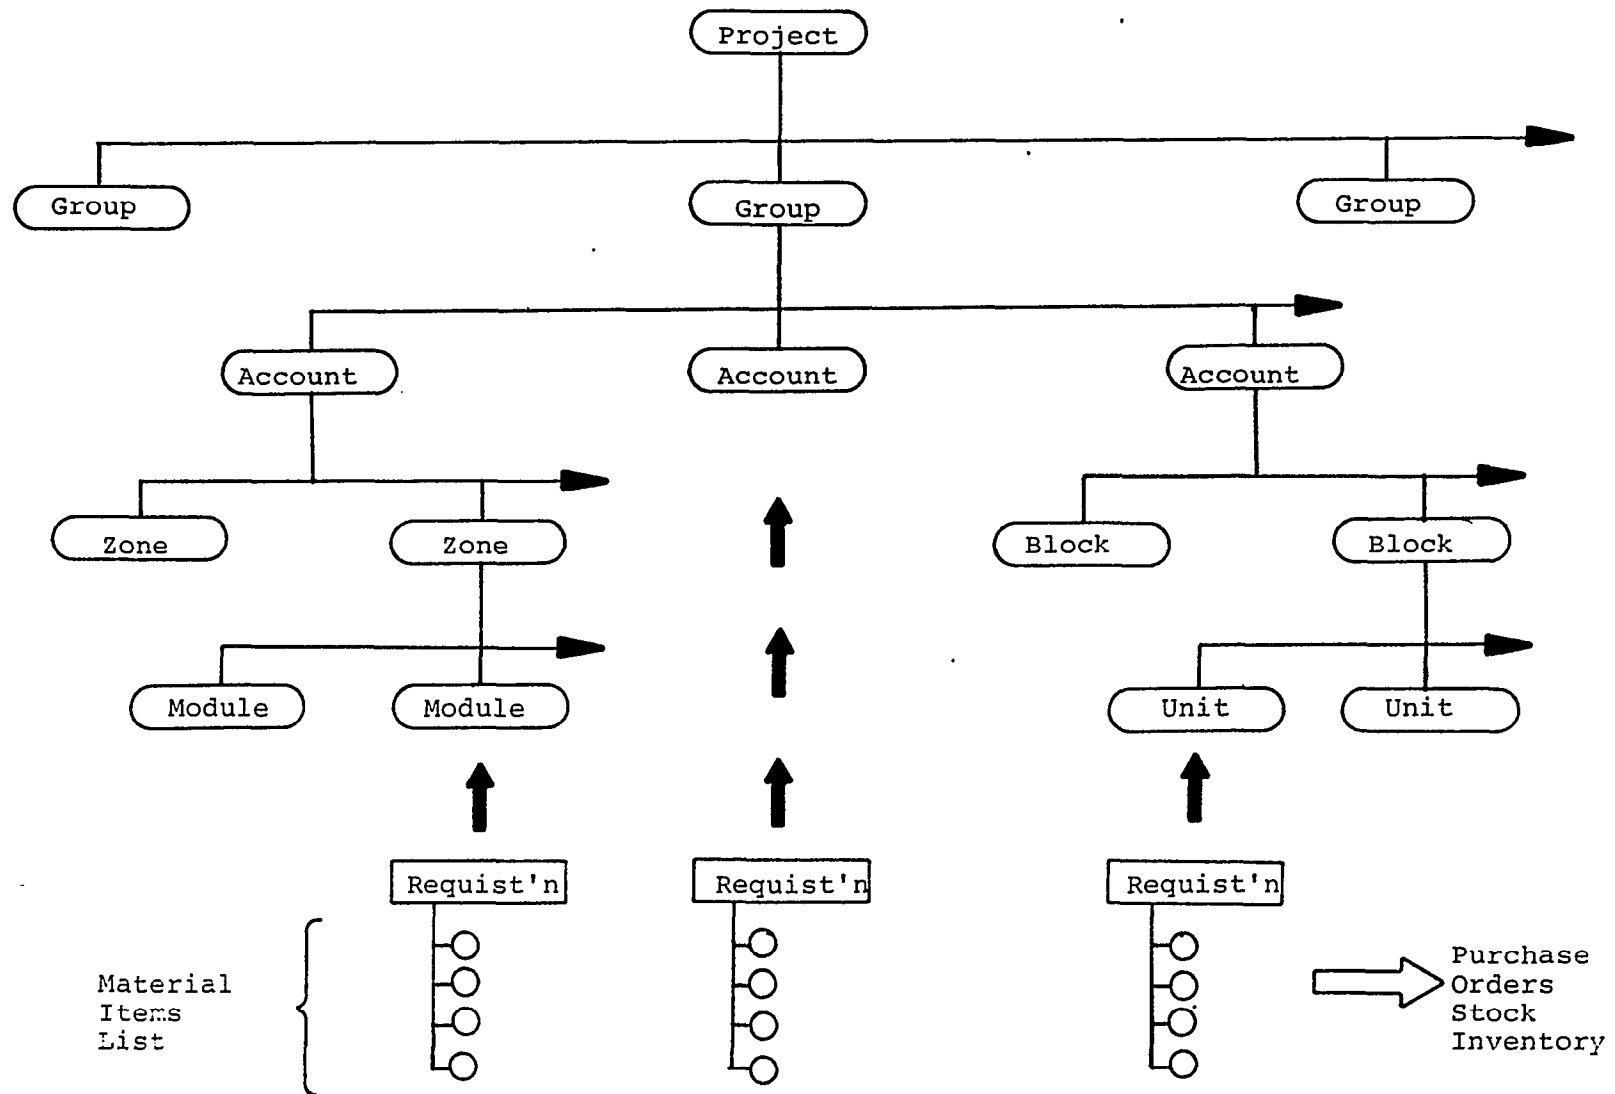 Project
Group
Group
Group
Account
Account
Account
Zone
Zone
Block
Block
Module
Module
Unit
Unit
Requist'n
Requist'n
Requist'n
Material
Items
List
Purchase
Orders
Stock
Inventory